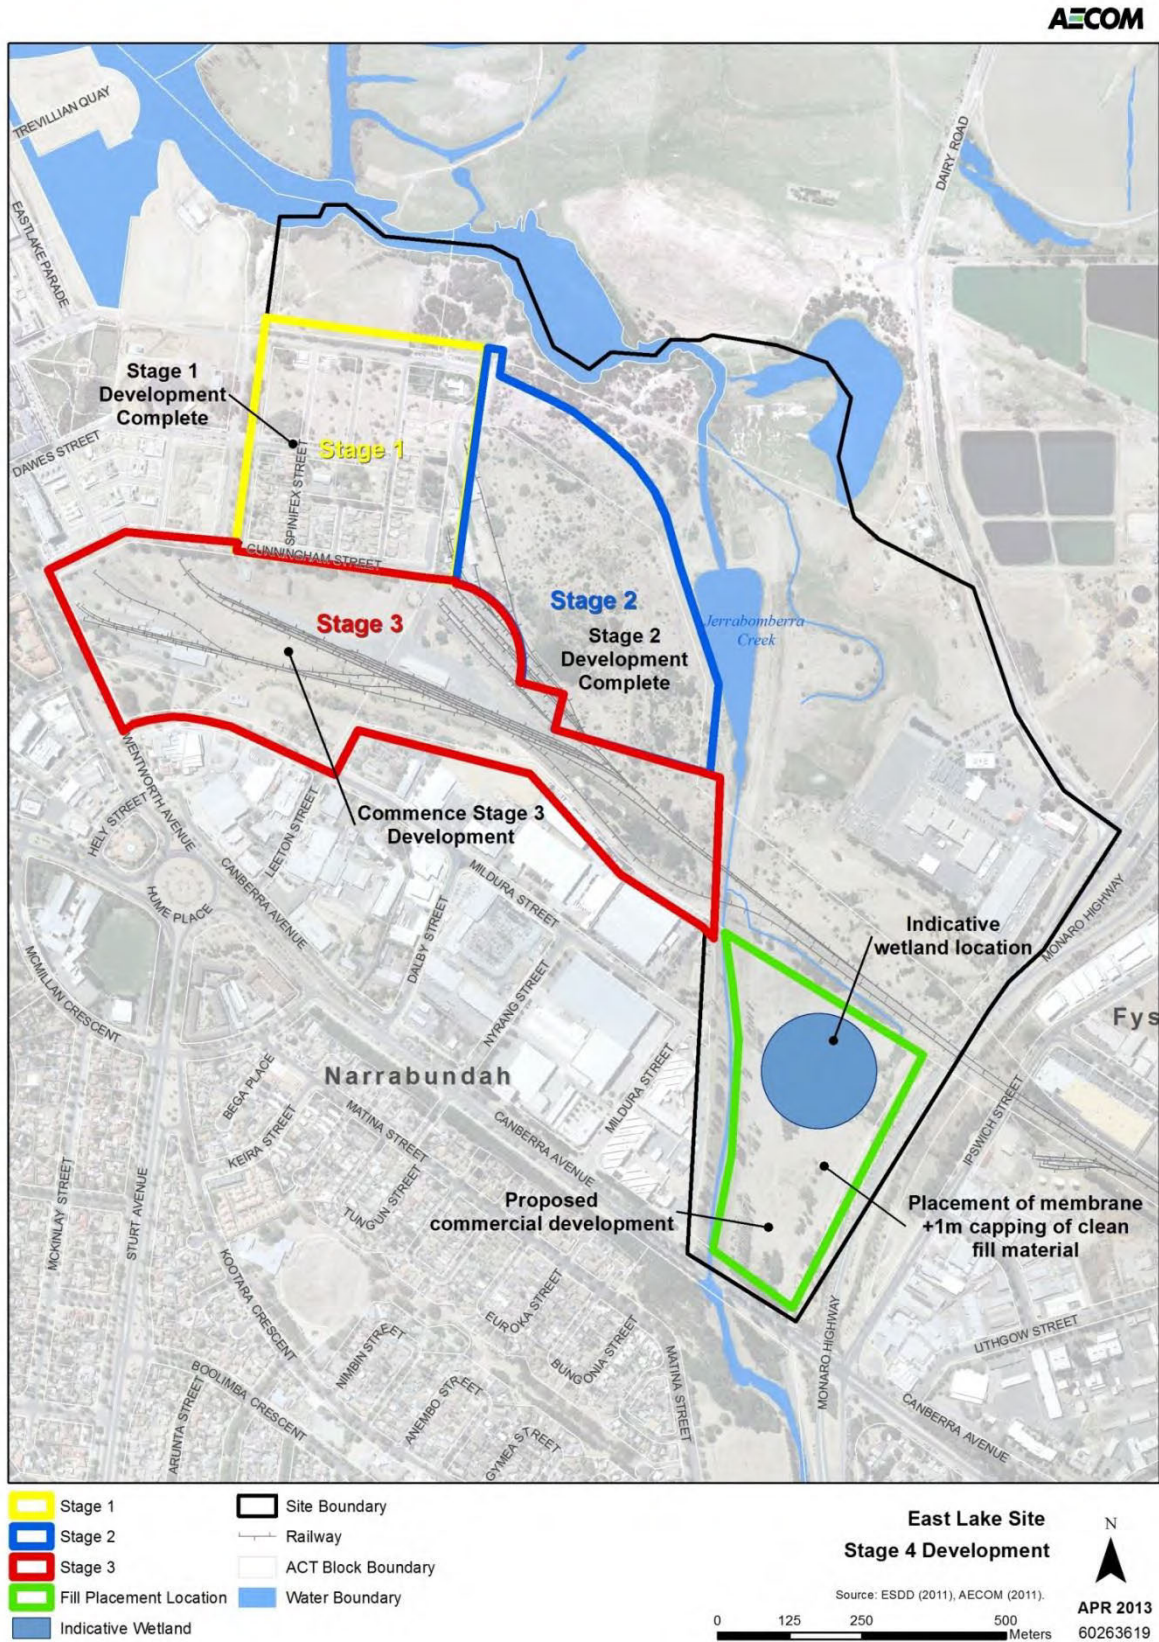 AECOM
TREVILLIAN QUAY
DAIRY ROAD
EASTLAKE PARADE
Stage 1
Development
Complete
DAWES STREET
Stage 1
SPINIFEX STREET
CUNNINGHAM STREET
Stage 2
Stage 3
Jerrabomberra
Creek
Stage 2
Development
Complete
WENTWORTH AVENUE
HELY STREET
LEETON STREET
Commence Stage 3
Development
CANBERRA AVENUE
HUME PLACE
MILDURA STREET
MONARO HIGHWAY
Indicative
wetland location
DALBY STREET
MCMILLAN CRESCENT
NYRANG STREET
Fys
Narrabundah
MILDURA STREET
BEGA PLACE
MATINA STREET
KEIRA STREET
CANBERRA AVENUE
IPSWICH STREET
MCKINLAY STREET
STURT AVENUE
TUNGUN STREET
Proposed
commercial development
Placement of membrane
+1m capping of clean
fill material
KOOTARA CRESCENT
EUROKA STREET
NIMBIN STREET
BUNGONIA STREET
MATINA STREET
MONARO HIGHWAY
LITHGOW STREET
BOOLIMBA CRESCENT
ARUNTA STREET
ANEMBO STREET
GYMEA STREET
CANBERRA AVENUE
Stage 1
Stage 2
Stage 3
Fill Placement Location
Indicative Wetland
Site Boundary
Railway
ACT Block Boundary
Water Boundary
East Lake Site
Stage 4 Development
Source: ESDD (2011), AECOM (2011).
0 125 250 500
Meters
N
APR 2013
60263619